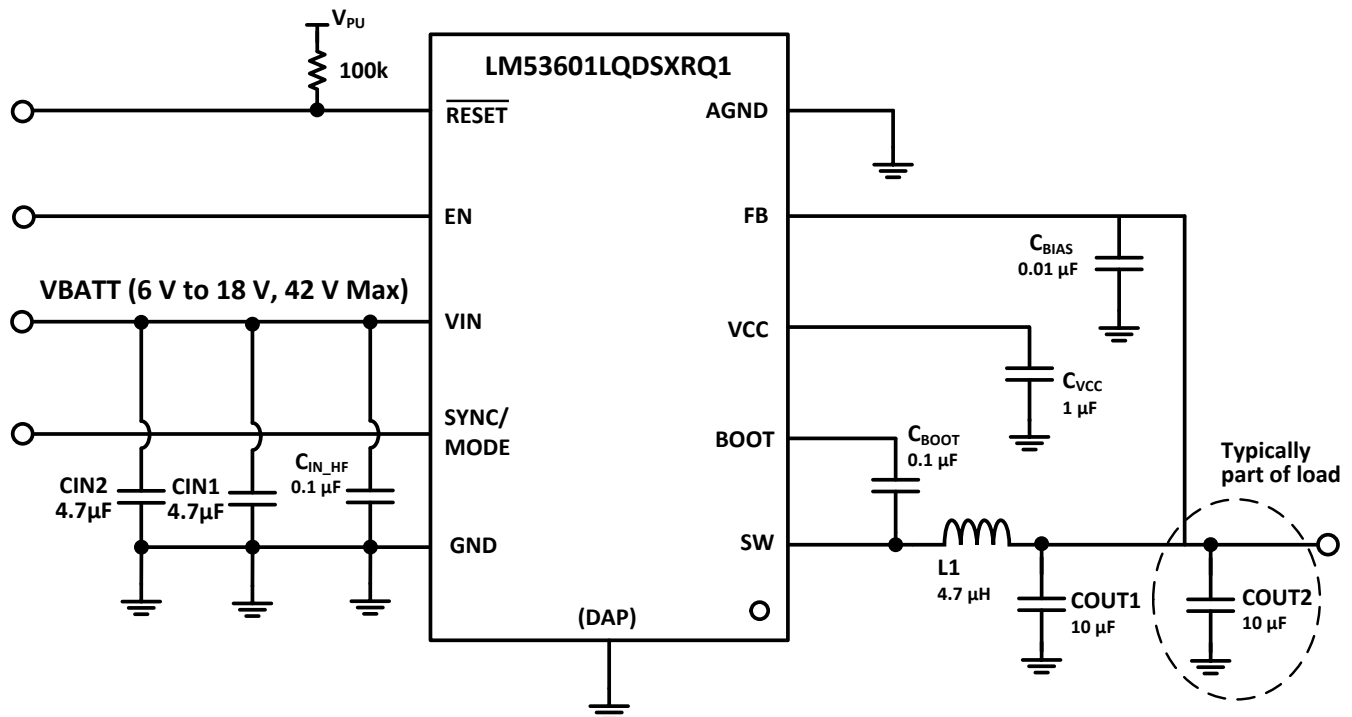 VPU
100k
LM53601LQDSXRQ1
RESET
AGND
EN
FB
CBIAS
0.01 µF
VBATT (6 V to 18 V, 42 V Max)
VIN
VCC
CVCC
1 µF
SYNC/
MODE
BOOT
CBOOT
0.1 µF
Typically
part of load
CIN2
4.7µF
CIN1
4.7µF
CIN_HF
0.1 µF
GND
SW
L1
4.7 µH
COUT1
10 µF
COUT2
10 µF
(DAP)